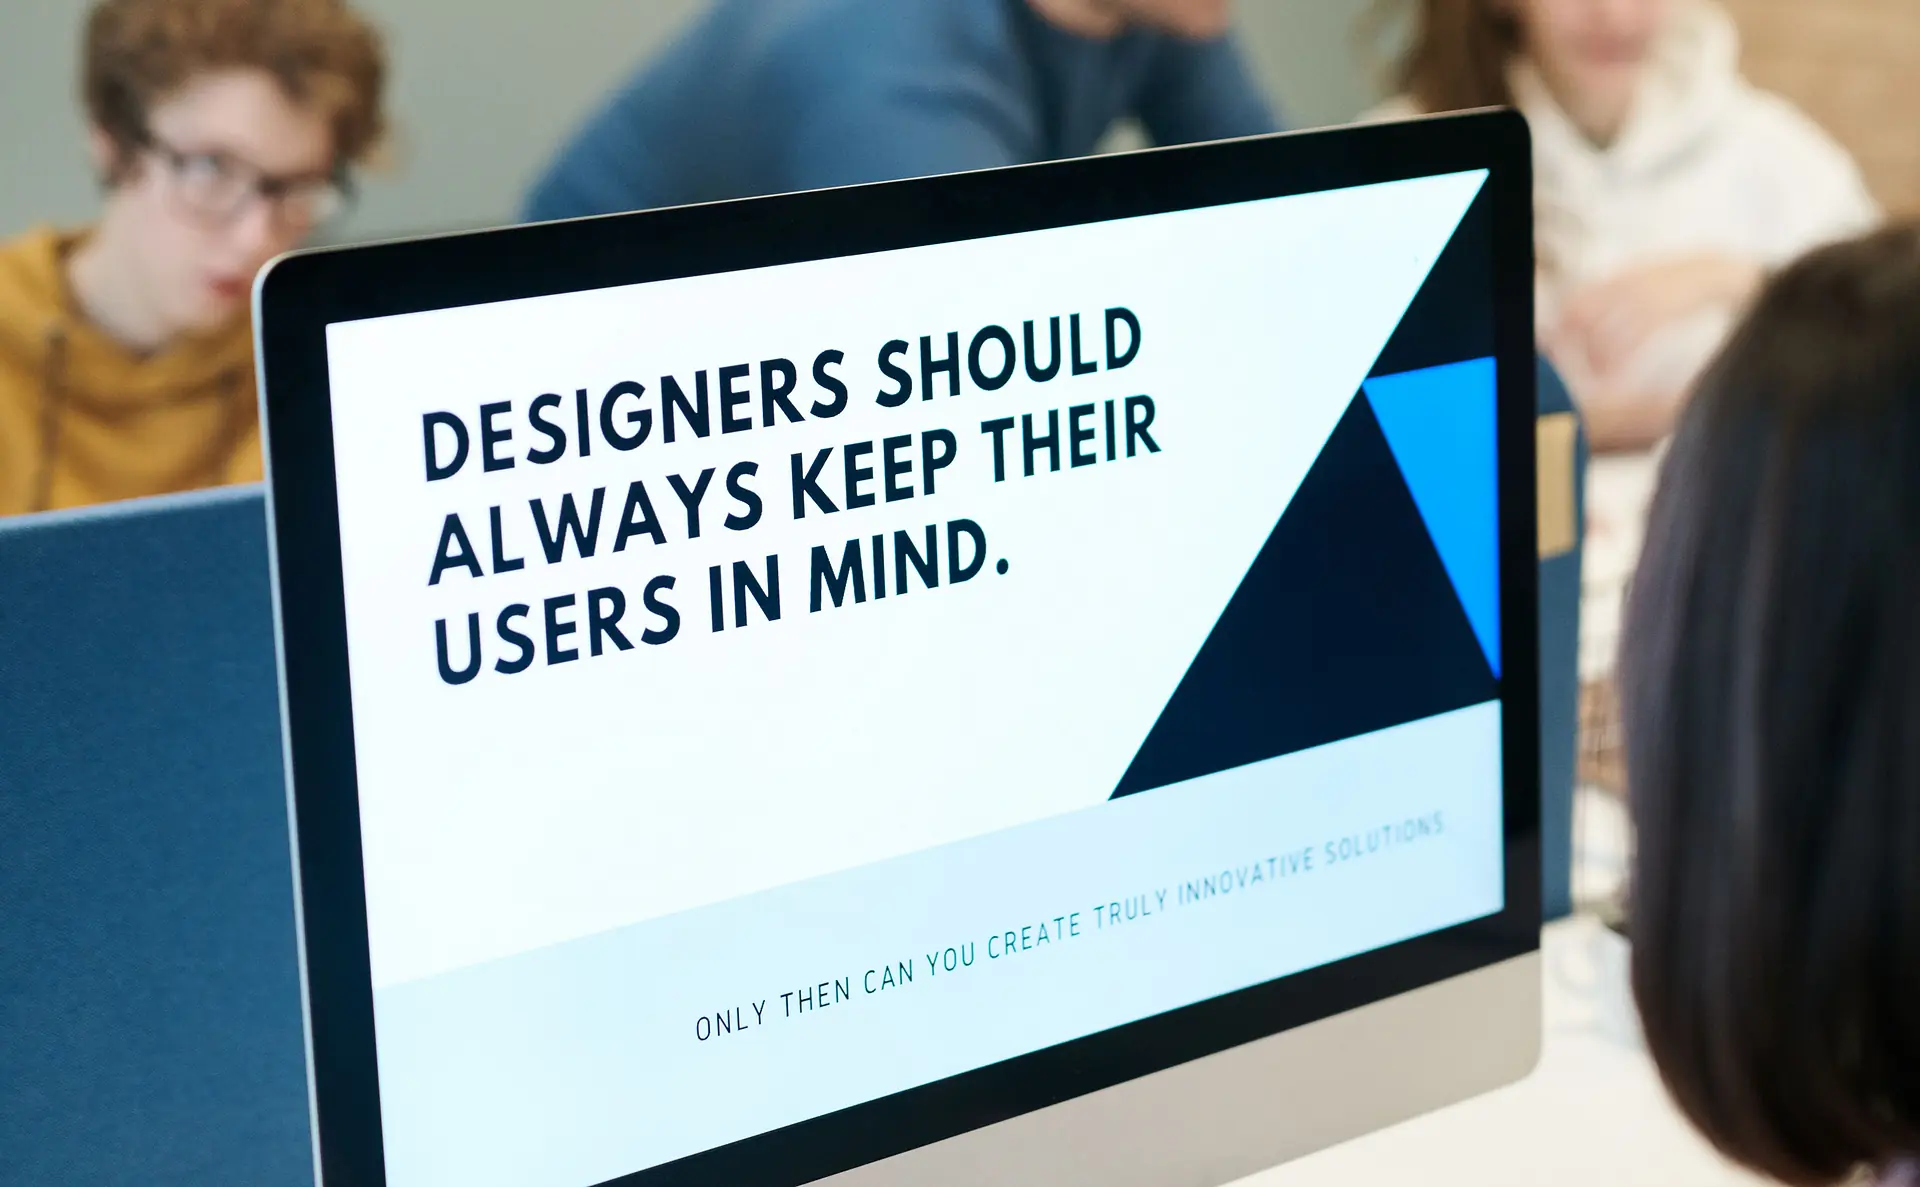 DESIGNERS SHOULD
ALWAYS KEEP THEIR
USERS IN MIND.
ONLY THEN CAN YOU CREATE TRULY INNOVATIVE SOLUTIONS